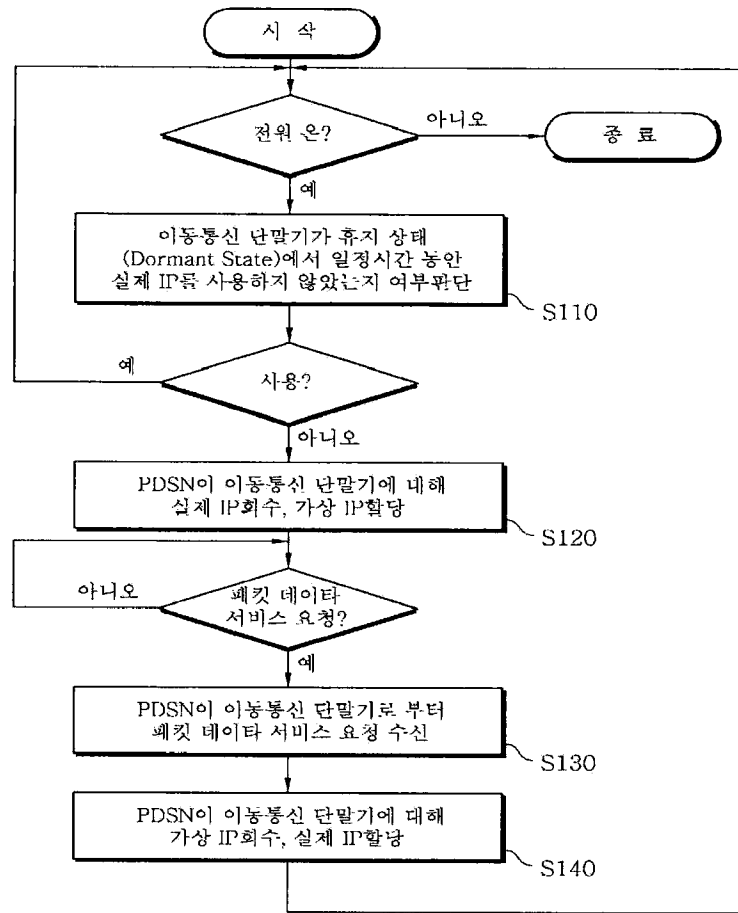 시 작
전원 온?
아니오
종 료
예
이동통신 단말기가 휴지 상태
(Dormant State)에서 일정시간 동안
실제 IP를 사용하지 않았는지 여부판단
S110
예
사용?
아니오
PDSN이 이동통신 단말기에 대해
실제 IP회수, 가상 IP할당
S120
아니오
패킷 데이타
서비스 요청?
예
PDSN이 이동통신 단말기로 부터
패킷 데이타 서비스 요청 수신
S130
PDSN이 이동통신 단말기에 대해
가상 IP회수, 실제 IP할당
S140